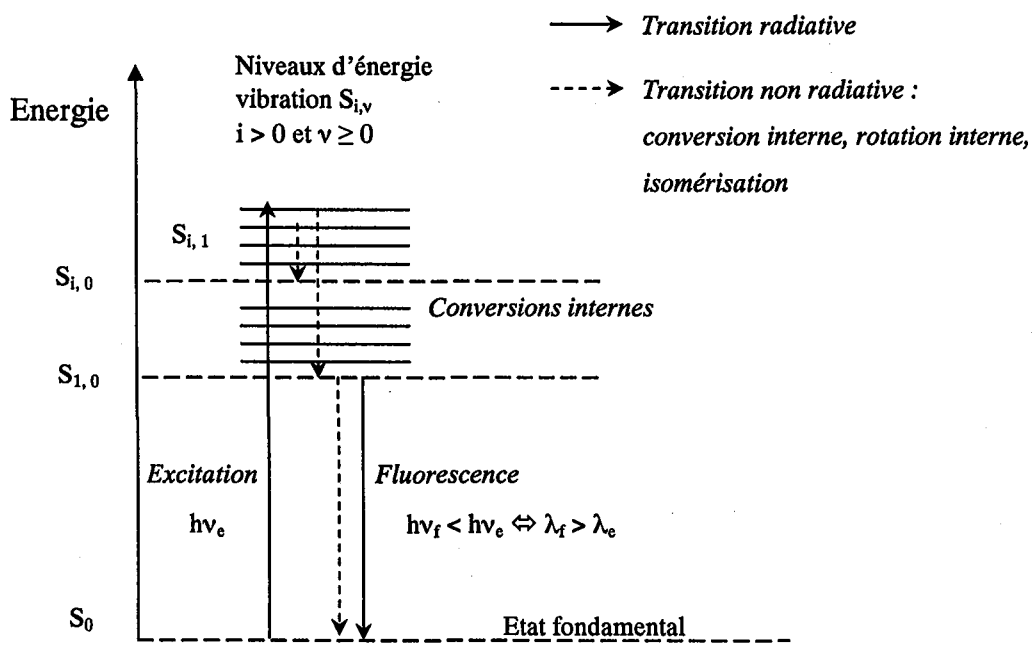 Transition radiative
Niveaux d'énergie
vibration S_{i,ν}
i > 0 et ν ≥ 0
Transition non radiative :
conversion interne, rotation interne,
isomérisation
Energie
S_{i, 1}
S_{i, 0}
Conversions internes
S_{1, 0}
Excitation
hν_e
Fluorescence
hν_f < hν_e ⇔ λ_f > λ_e
S_0
Etat fondamental